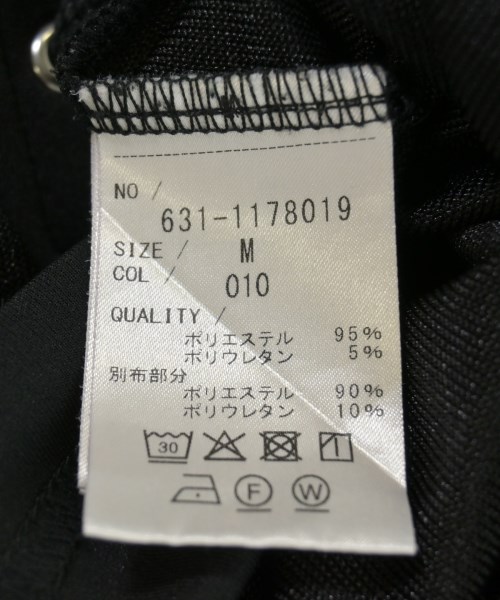 NO /
631-1178019
SIZE / M
COL / 010
QUALITY /
ポリエステル 95%
ポリウレタン 5%
別布部分
ポリエステル 90%
ポリウレタン 10%
30
F W